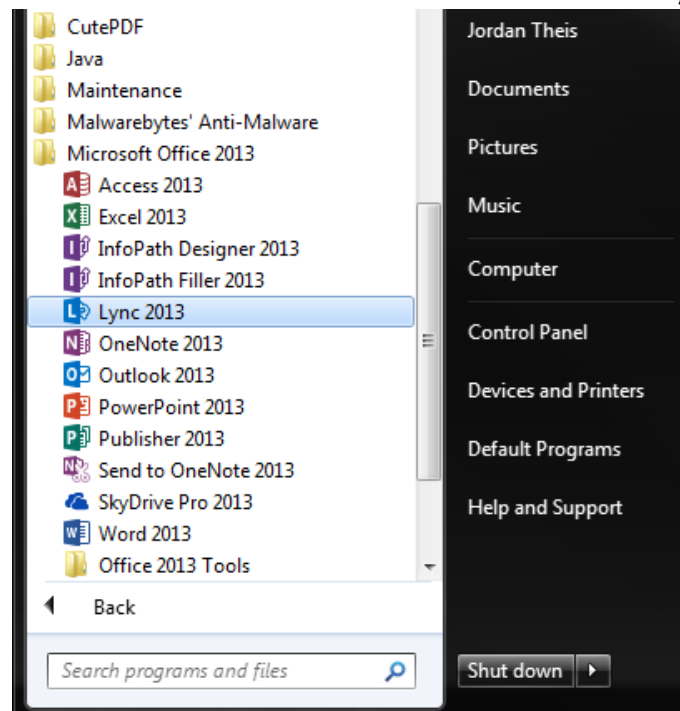 CutePDF
Java
Maintenance
Malwarebytes' Anti-Malware
Microsoft Office 2013
Access 2013
Excel 2013
InfoPath Designer 2013
InfoPath Filler 2013
Lync 2013
OneNote 2013
Outlook 2013
PowerPoint 2013
Publisher 2013
Send to OneNote 2013
SkyDrive Pro 2013
Word 2013
Office 2013 Tools
Back
Search programs and files
Jordan Theis
Documents
Pictures
Music
Computer
Control Panel
Devices and Printers
Default Programs
Help and Support
Shut down